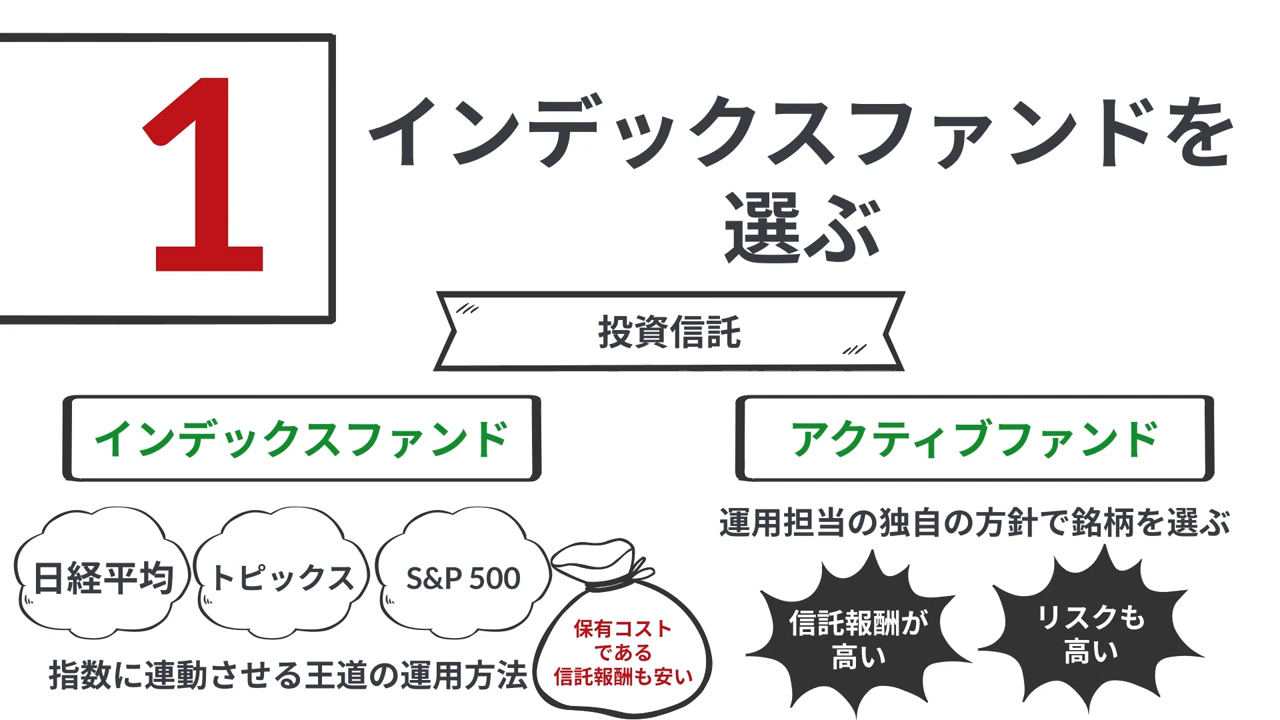 1
インデックスファンドを
選ぶ
投資信託
インデックスファンド
アクティブファンド
日経平均
トピックス
S&P 500
指数に連動させる王道の運用方法
保有コスト
である
信託報酬も安い
運用担当の独自の方針で銘柄を選ぶ
信託報酬が
高い
リスクも
高い